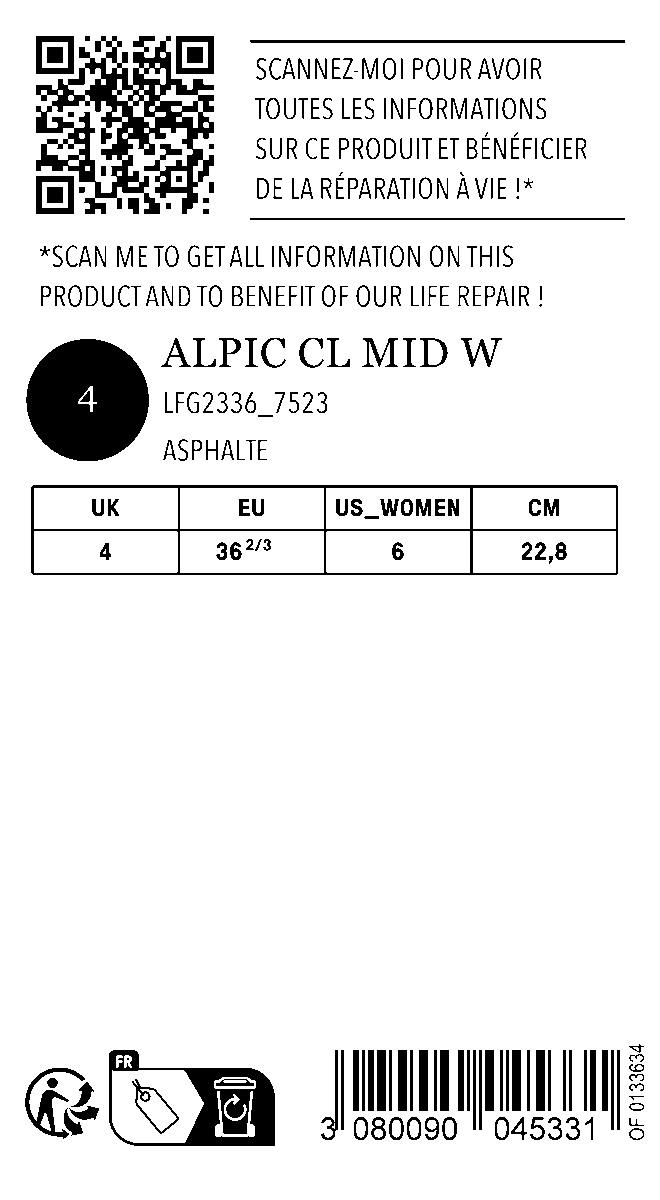 SCANNEZ-MOI POUR AVOIR
TOUTES LES INFORMATIONS
SUR CE PRODUIT ET BÉNÉFICIER
DE LA RÉPARATION À VIE !*
*SCAN ME TO GET ALL INFORMATION ON THIS
PRODUCT AND TO BENEFIT OF OUR LIFE REPAIR !
ALPIC CL MID W
4
LFG2336_7523
ASPHALTE
UK EU US_WOMEN CM
4 36 2/3 6 22,8
FR
3 080090 045331
OF 0133634